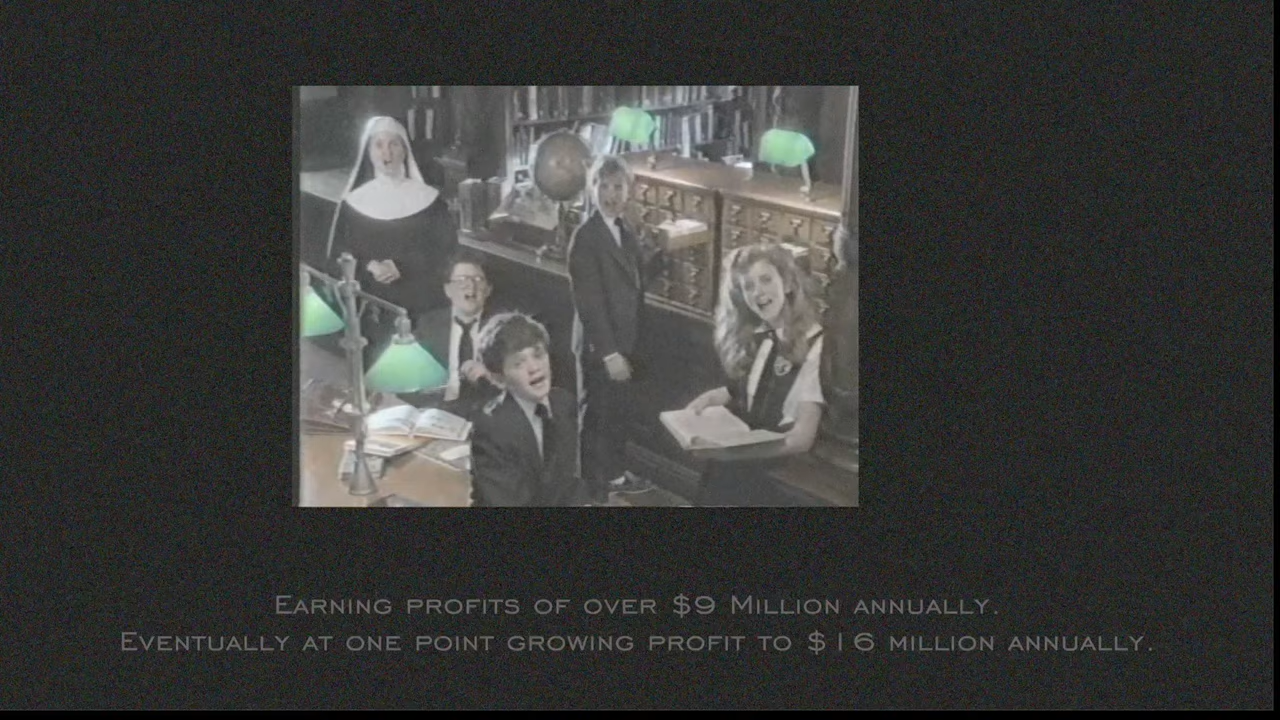 Earning profits of over $9 Million annually.
Eventually at one point growing profit to $16 million annually.